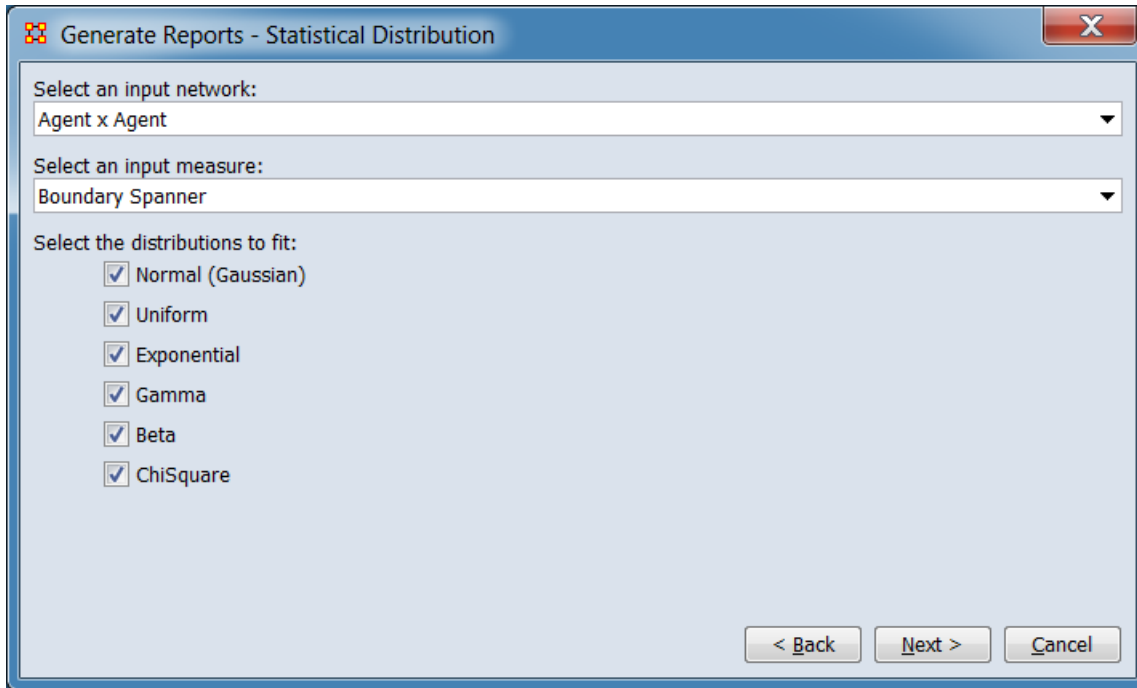 Generate Reports - Statistical Distribution
X
Select an input network:
Agent x Agent
Select an input measure:
Boundary Spanner
Select the distributions to fit:
Normal (Gaussian)
Uniform
Exponential
Gamma
Beta
ChiSquare
< Back Next > Cancel